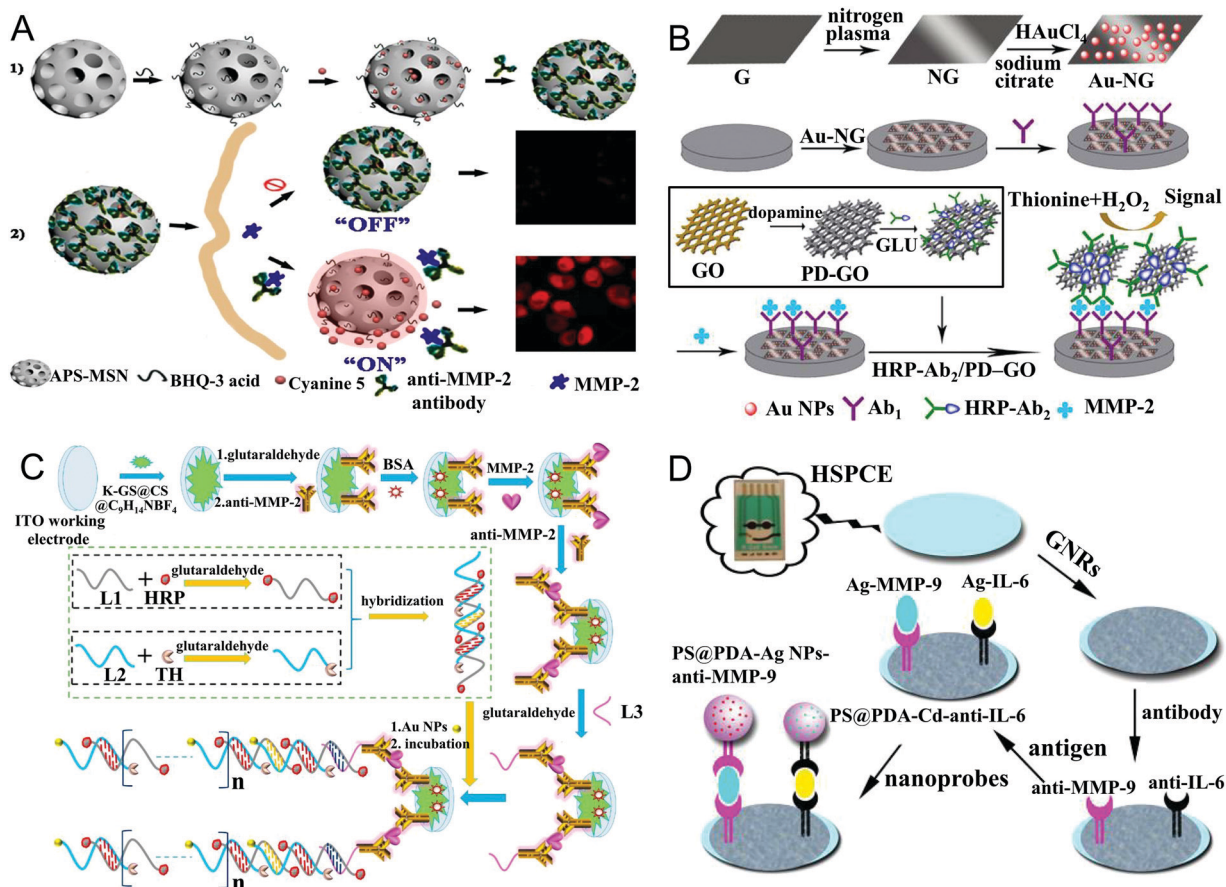 A
1)
2)
"OFF"
"ON"
APS-MSN
BHQ-3 acid
Cyanine 5
anti-MMP-2
antibody
MMP-2
B
nitrogen
plasma
HAuCl4
sodium
citrate
G
NG
Au-NG
Au-NG
dopamine
GLU
GO
PD-GO
Thionine+H2O2
Signal
HRP-Ab2/PD–GO
Au NPs
Ab1
HRP-Ab2
MMP-2
C
K-GS@CS
@C9H14NBF4
ITO working
electrode
1.glutaraldehyde
2.anti-MMP-2
BSA
MMP-2
anti-MMP-2
L1
+
HRP
glutaraldehyde
L2
+
TH
glutaraldehyde
hybridization
glutaraldehyde
L3
1.Au NPs
2. incubation
n
n
D
HSPCE
GNRs
Ag-MMP-9
Ag-IL-6
PS@PDA-Ag NPs-
anti-MMP-9
PS@PDA-Cd-anti-IL-6
antibody
antigen
nanoprobes
anti-MMP-9
anti-IL-6